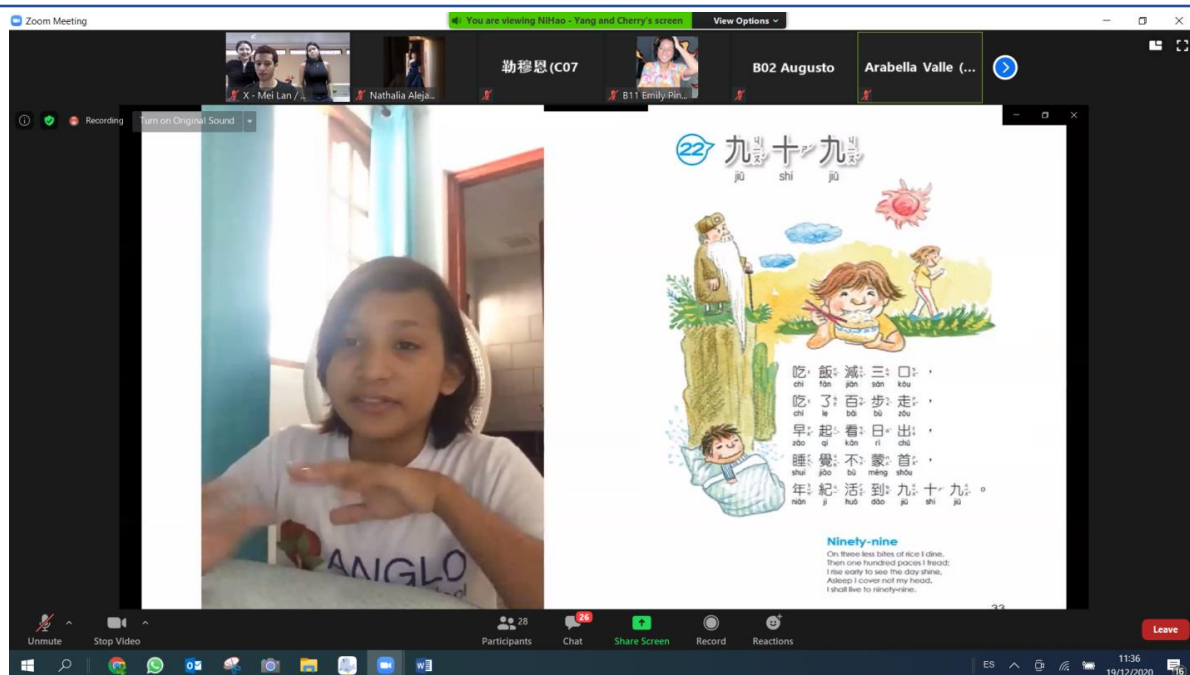 Zoom Meeting
You are viewing NiHao - Yang and Cherry's screen
View Options
X - Mei Lan / ...
Nathalia Aleja...
勒穆恩(C07
B11 Emily Pin...
B02 Augusto
Arabella Valle (...
Recording
Turn on Original Sound
22 九十九
jiǔ shí jiǔ
吃飯減三口，
chī fàn jiǎn sān kǒu
吃了百步走，
chī le bǎi bù zǒu
早起看日出，
zǎo qǐ kàn rì chū
睡覺不蒙首，
shuì jiào bù méng shǒu
年紀活到九十九。
nián jì huó dào jiǔ shí jiǔ
Ninety-nine
On three less bites of rice I dine,
Then one hundred paces I tread;
I rise early to see the day shine,
Asleep I cover not my head,
I shall live to ninety-nine.
33
ANGLO
Unmute
Stop Video
28
Participants
26
Chat
Share Screen
Record
Reactions
Leave
ES
11:36
19/12/2020
16